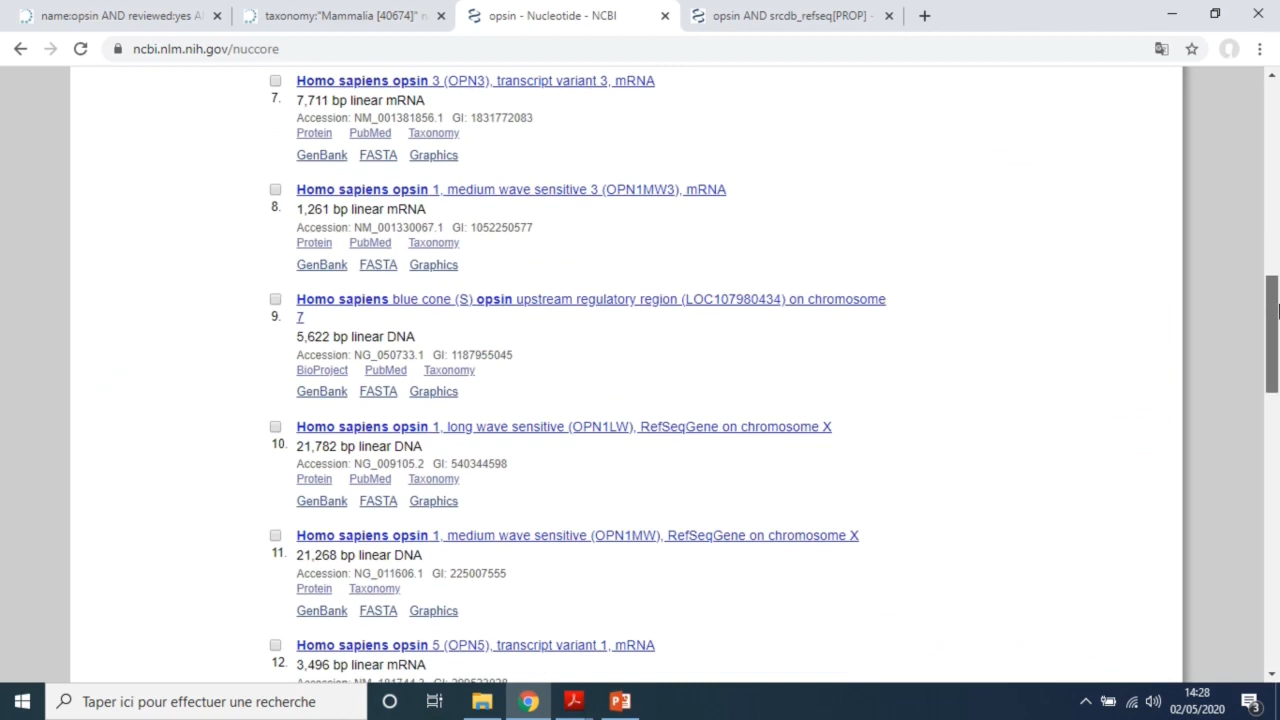 name:opsin AND reviewed:yes A
taxonomy:"Mammalia [40674]" n
opsin - Nucleotide - NCBI
opsin AND srcdb_refseq[PROP] -
ncbi.nlm.nih.gov/nuccore
Homo sapiens opsin 3 (OPN3), transcript variant 3, mRNA
7.
7,711 bp linear mRNA
Accession: NM_001381856.1 GI: 1831772083
Protein PubMed Taxonomy
GenBank FASTA Graphics
Homo sapiens opsin 1, medium wave sensitive 3 (OPN1MW3), mRNA
8.
1,261 bp linear mRNA
Accession: NM_001330067.1 GI: 1052250577
Protein PubMed Taxonomy
GenBank FASTA Graphics
Homo sapiens blue cone (S) opsin upstream regulatory region (LOC107980434) on chromosome
9. 7
5,622 bp linear DNA
Accession: NG_050733.1 GI: 1187955045
BioProject PubMed Taxonomy
GenBank FASTA Graphics
Homo sapiens opsin 1, long wave sensitive (OPN1LW), RefSeqGene on chromosome X
10.
21,782 bp linear DNA
Accession: NG_009105.2 GI: 540344598
Protein PubMed Taxonomy
GenBank FASTA Graphics
Homo sapiens opsin 1, medium wave sensitive (OPN1MW), RefSeqGene on chromosome X
11.
21,268 bp linear DNA
Accession: NG_011606.1 GI: 225007555
Protein Taxonomy
GenBank FASTA Graphics
Homo sapiens opsin 5 (OPN5), transcript variant 1, mRNA
12.
3,496 bp linear mRNA
Taper ici pour effectuer une recherche
14:28
02/05/2020
3